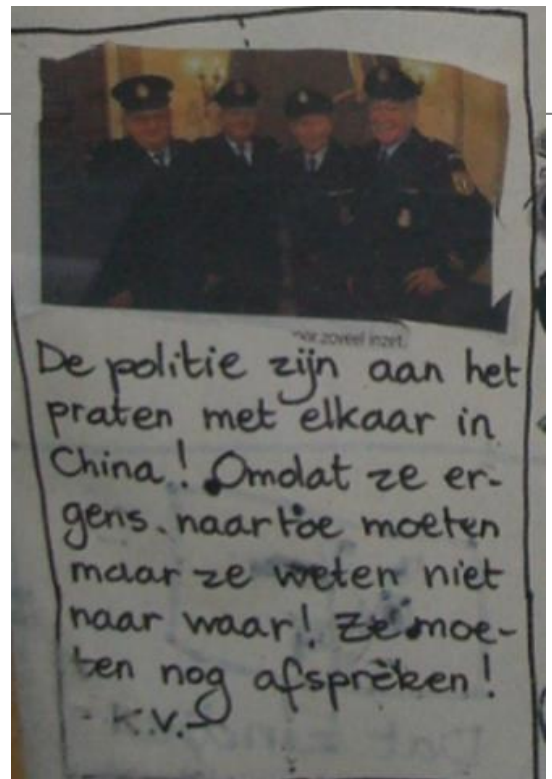 voor zoveel inzet.
De politie zijn aan het
praten met elkaar in
China! Omdat ze er-
gens naartoe moeten
maar ze weten niet
naar waar! Ze moe-
ten nog afspreken!
- K.V.